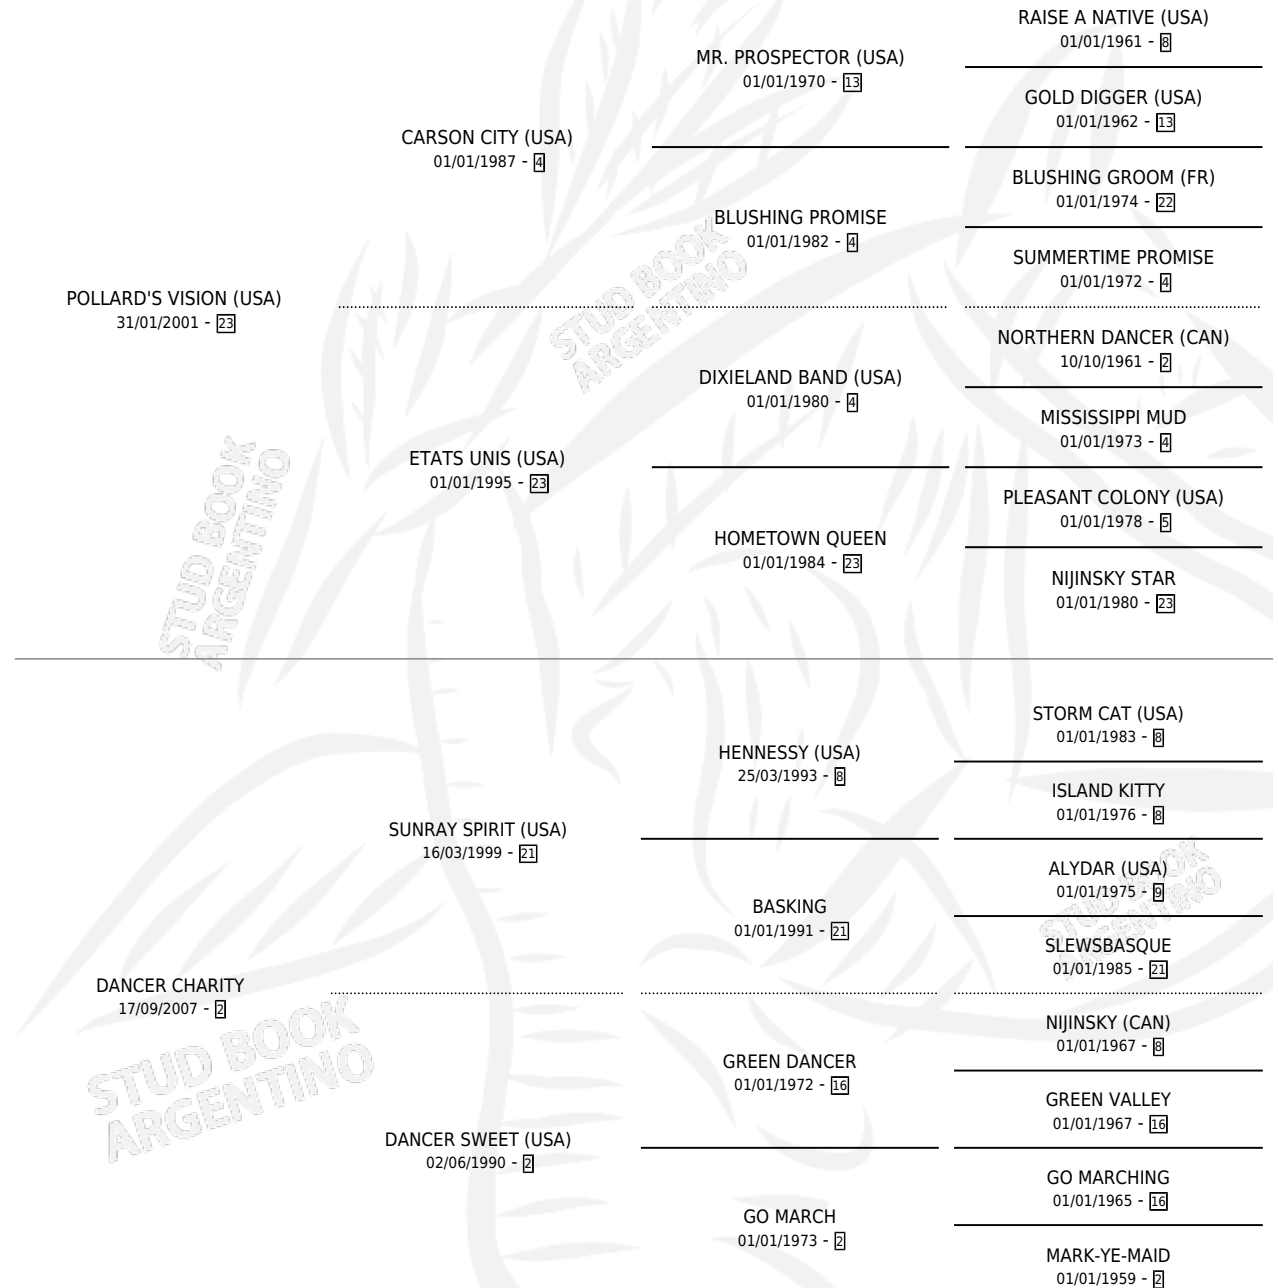 RAISE A NATIVE (USA)
01/01/1961 - 8
MR. PROSPECTOR (USA)
01/01/1970 - 13
GOLD DIGGER (USA)
01/01/1962 - 13
CARSON CITY (USA)
01/01/1987 - 4
BLUSHING GROOM (FR)
01/01/1974 - 22
BLUSHING PROMISE
01/01/1982 - 4
SUMMERTIME PROMISE
01/01/1972 - 4
POLLARD'S VISION (USA)
31/01/2001 - 23
STUD BOOK
ARGENTINO
NORTHERN DANCER (CAN)
10/10/1961 - 2
DIXIELAND BAND (USA)
01/01/1980 - 4
MISSISSIPPI MUD
01/01/1973 - 4
ETATS UNIS (USA)
01/01/1995 - 23
PLEASANT COLONY (USA)
01/01/1978 - 5
HOMETOWN QUEEN
01/01/1984 - 23
NIJINSKY STAR
01/01/1980 - 23
STUD BOOK
ARGENTINO
STORM CAT (USA)
01/01/1983 - 8
HENNESSY (USA)
25/03/1993 - 8
ISLAND KITTY
01/01/1976 - 8
SUNRAY SPIRIT (USA)
16/03/1999 - 21
ALYDAR (USA)
01/01/1975 - 9
BASKING
01/01/1991 - 21
SLEWSBASQUE
01/01/1985 - 21
STUD BOOK
ARGENTINO
DANCER CHARITY
17/09/2007 - 2
NIJINSKY (CAN)
01/01/1967 - 8
GREEN DANCER
01/01/1972 - 16
GREEN VALLEY
01/01/1967 - 16
STUD BOOK
ARGENTINO
DANCER SWEET (USA)
02/06/1990 - 2
GO MARCHING
01/01/1965 - 16
GO MARCH
01/01/1973 - 2
MARK-YE-MAID
01/01/1959 - 2